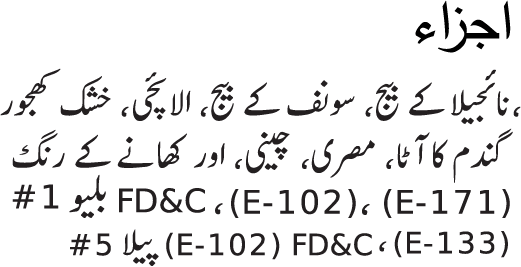 اجزاء
،نائجیلا کے بیج، سونف کے بیج، الائچی، خشک کھجور
گندم کا آٹا، مصری، چینی، اور کھانے کے رنگ
(E-171) ،(E-102)، FD&C بلیو 1#
(E-133)، FD&C (E-102) پیلا 5#